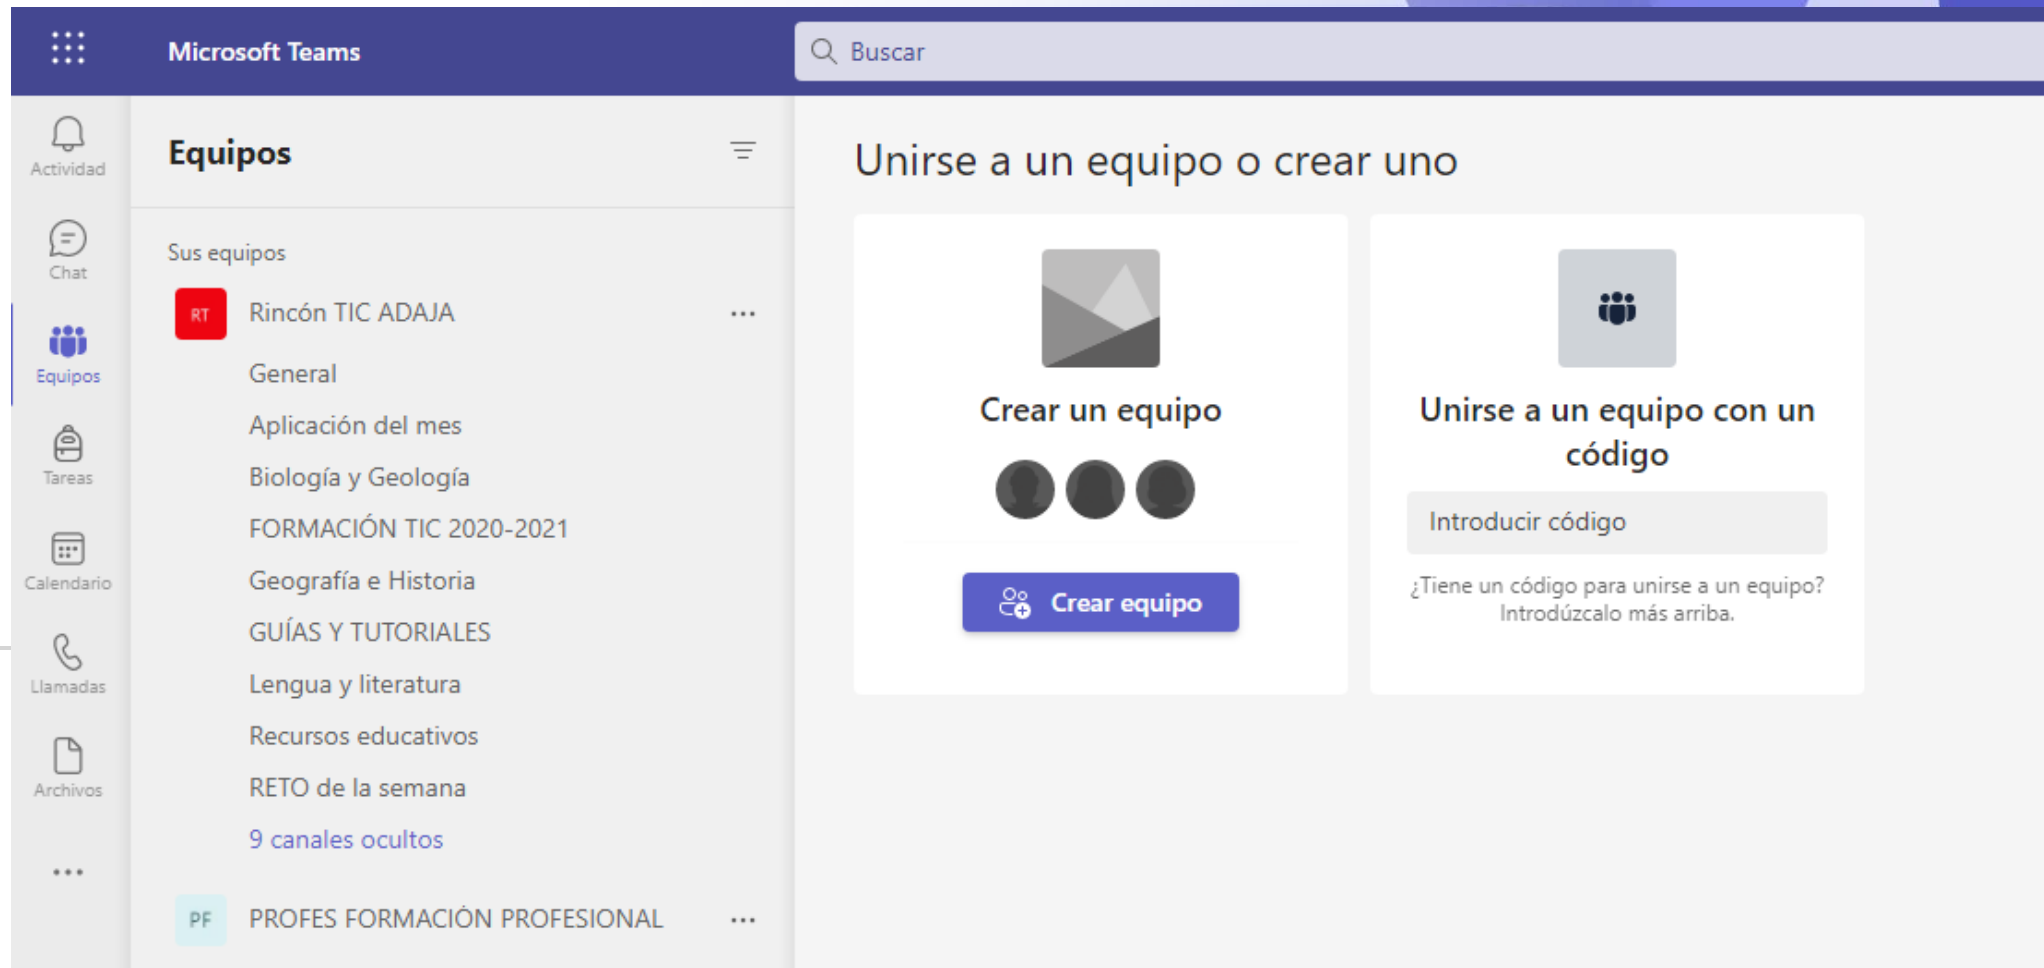 Microsoft Teams
Buscar
Actividad
Chat
Equipos
Tareas
Calendario
Llamadas
Archivos
Equipos
Sus equipos
RT Rincón TIC ADAJA
General
Aplicación del mes
Biología y Geología
FORMACIÓN TIC 2020-2021
Geografía e Historia
GUÍAS Y TUTORIALES
Lengua y literatura
Recursos educativos
RETO de la semana
9 canales ocultos
PF PROFES FORMACIÓN PROFESIONAL
Unirse a un equipo o crear uno
Crear un equipo
Crear equipo
Unirse a un equipo con un
código
Introducir código
¿Tiene un código para unirse a un equipo?
Introdúzcalo más arriba.